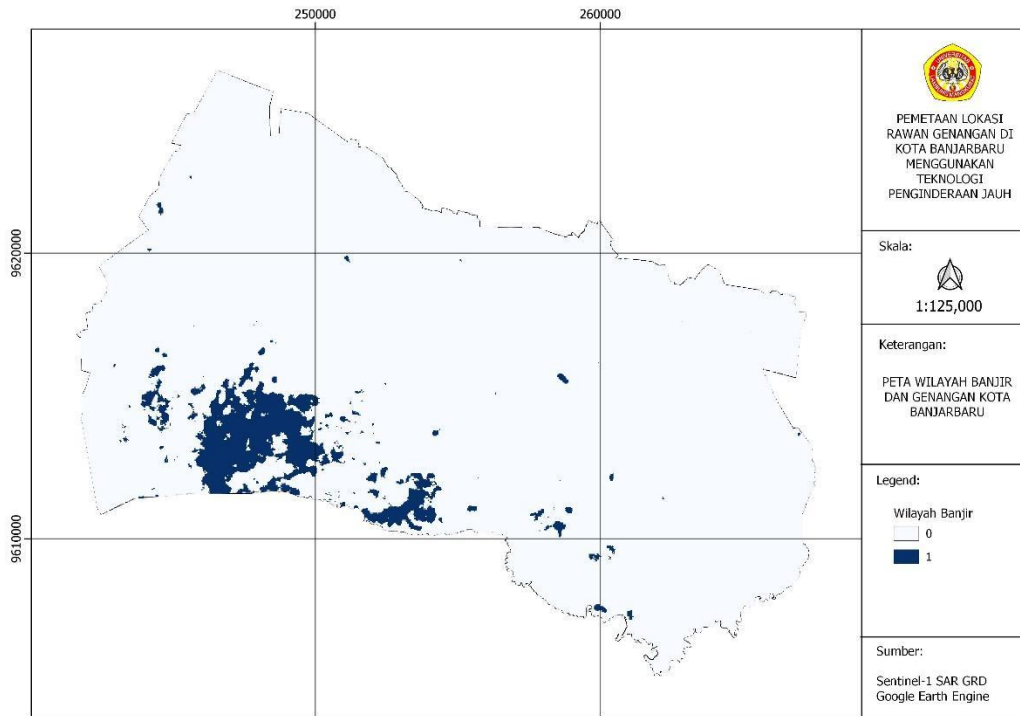 250000
260000
9620000
9610000
PEMETAAN LOKASI
RAWAN GENANGAN DI
KOTA BANJARBARU
MENGGUNAKAN
TEKNOLOGI
PENGINDERAAN JAUH
Skala:
1:125,000
Keterangan:
PETA WILAYAH BANJIR
DAN GENANGAN KOTA
BANJARBARU
Legend:
Wilayah Banjir
0
1
Sumber:
Sentinel-1 SAR GRD
Google Earth Engine